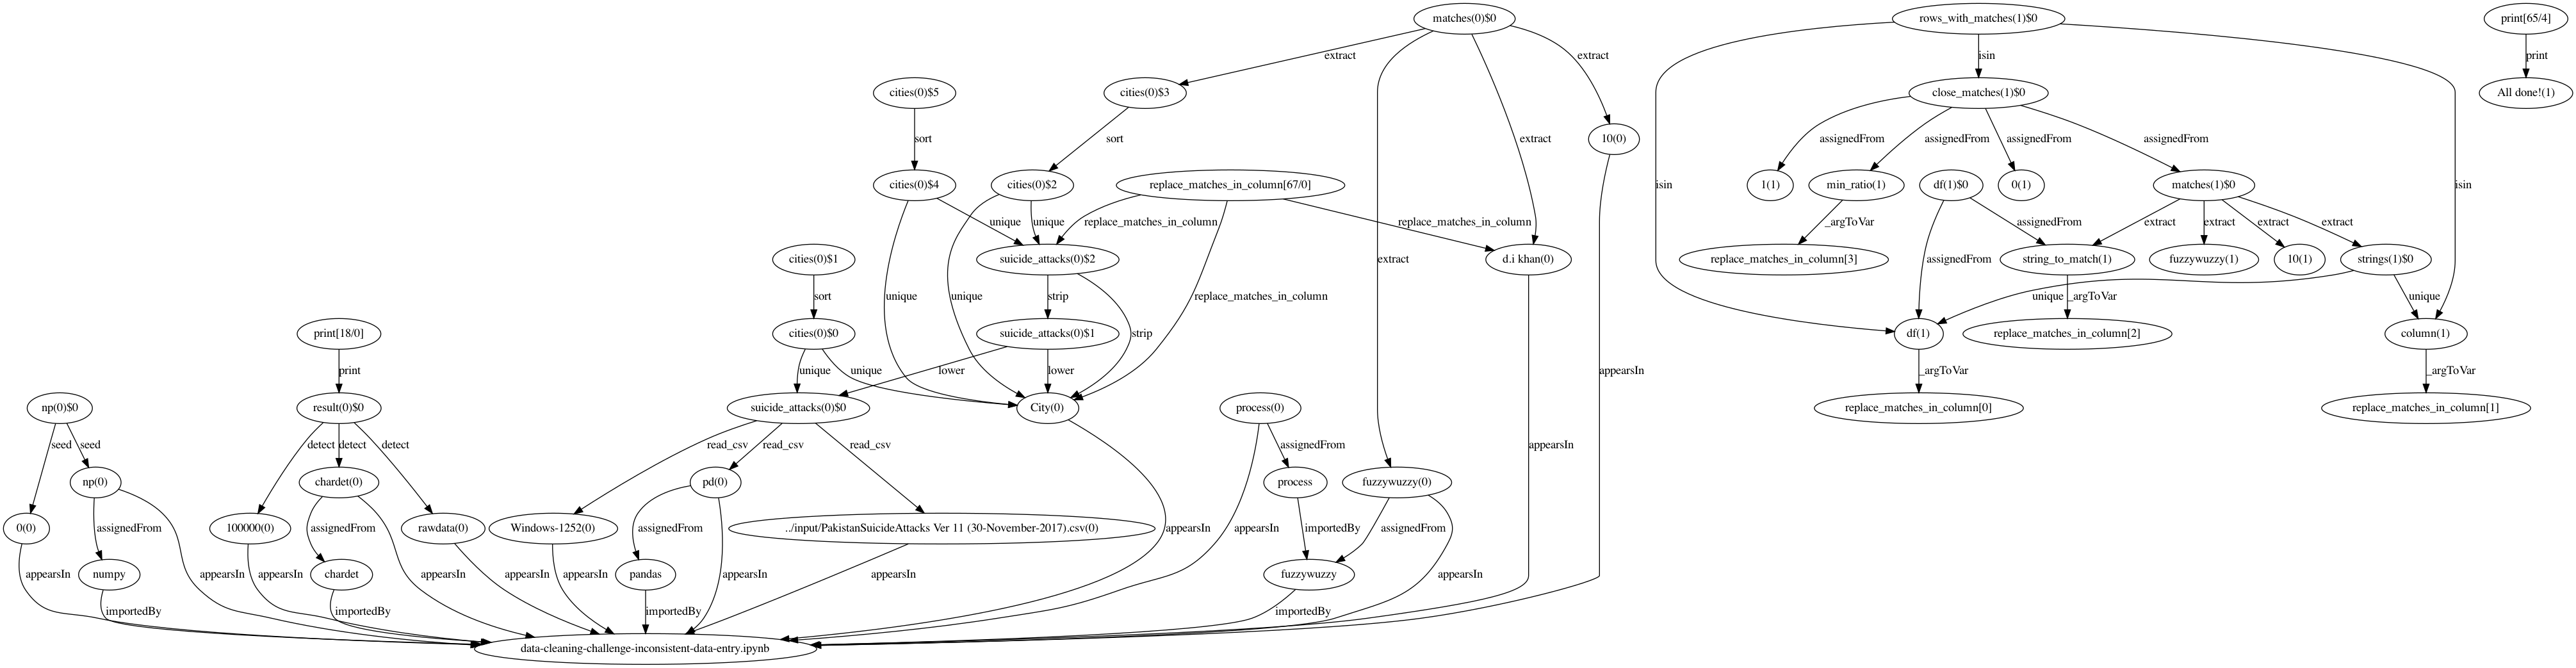 matches(0)$0
rows_with_matches(1)$0
print[65/4]
extract
extract
isin
print
cities(0)$5
cities(0)$3
close_matches(1)$0
All done!(1)
sort
sort
extract
10(0)
assignedFrom
assignedFrom
assignedFrom
assignedFrom
cities(0)$4
cities(0)$2
replace_matches_in_column[67/0]
isin
1(1)
min_ratio(1)
df(1)$0
0(1)
matches(1)$0
isin
unique
unique
replace_matches_in_column
replace_matches_in_column
_argToVar
assignedFrom
extract
extract
extract
extract
cities(0)$1
suicide_attacks(0)$2
d.i khan(0)
extract
replace_matches_in_column[3]
assignedFrom
string_to_match(1)
fuzzywuzzy(1)
10(1)
strings(1)$0
sort
unique
unique
strip
replace_matches_in_column
unique
_argToVar
unique
print[18/0]
cities(0)$0
suicide_attacks(0)$1
strip
df(1)
replace_matches_in_column[2]
column(1)
print
unique
unique
lower
lower
appearsIn
_argToVar
_argToVar
np(0)$0
result(0)$0
suicide_attacks(0)$0
City(0)
process(0)
replace_matches_in_column[0]
replace_matches_in_column[1]
seed
seed
detect
detect
detect
read_csv
read_csv
read_csv
assignedFrom
appearsIn
np(0)
chardet(0)
pd(0)
process
fuzzywuzzy(0)
0(0)
assignedFrom
100000(0)
assignedFrom
rawdata(0)
Windows-1252(0)
assignedFrom
../input/PakistanSuicideAttacks Ver 11 (30-November-2017).csv(0)
appearsIn
appearsIn
importedBy
assignedFrom
appearsIn
numpy
appearsIn
appearsIn
chardet
appearsIn
appearsIn
appearsIn
pandas
appearsIn
appearsIn
fuzzywuzzy
appearsIn
importedBy
importedBy
importedBy
importedBy
data-cleaning-challenge-inconsistent-data-entry.ipynb